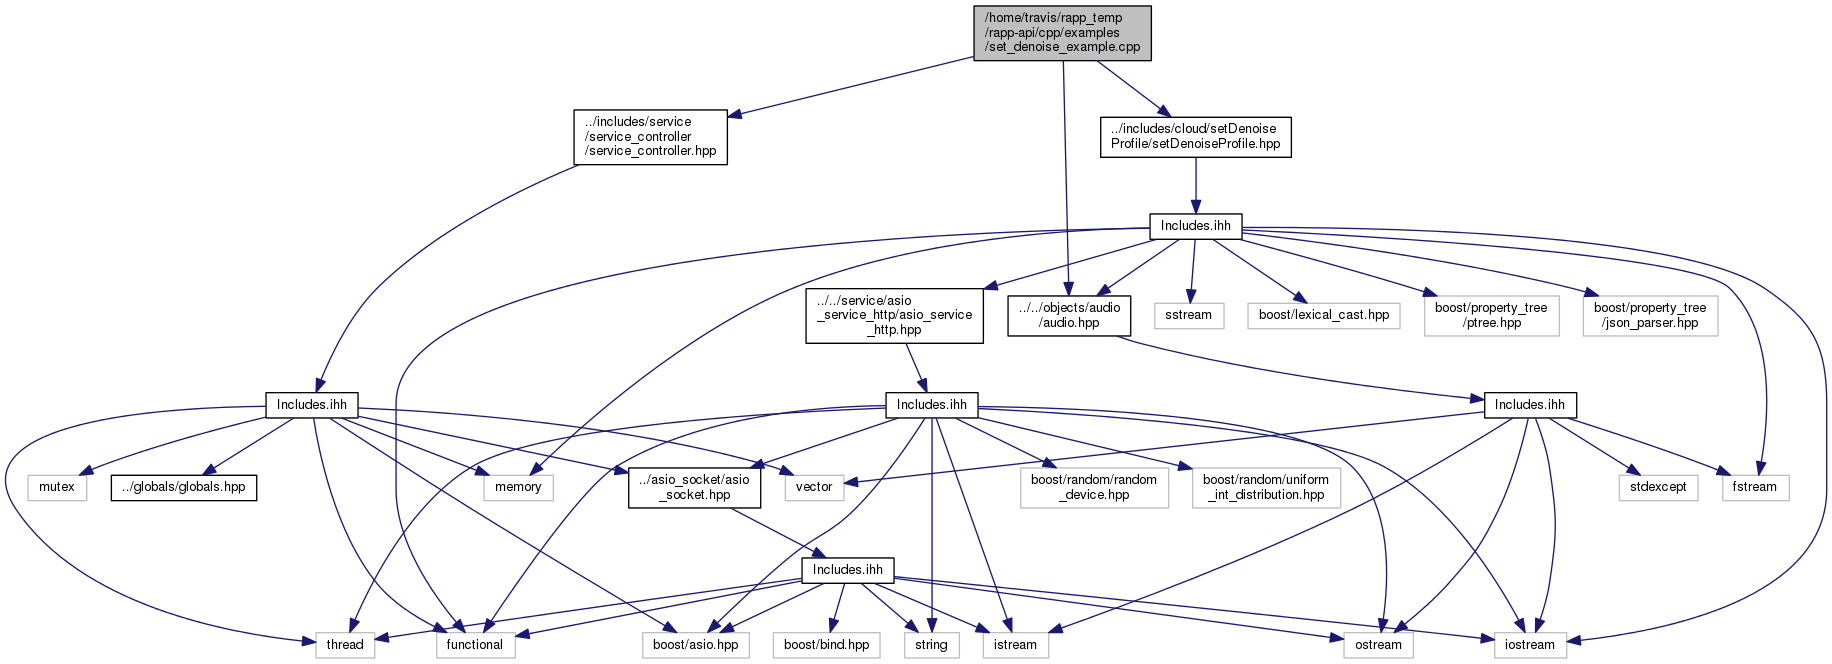 /home/travis/rapp_temp
/rapp-api/cpp/examples
/set_denoise_example.cpp
../includes/service
/service_controller
/service_controller.hpp
../includes/cloud/setDenoise
Profile/setDenoiseProfile.hpp
Includes.ihh
../../service/asio
_service_http/asio_service
_http.hpp
../../objects/audio
/audio.hpp
sstream
boost/lexical_cast.hpp
boost/property_tree
/ptree.hpp
boost/property_tree
/json_parser.hpp
Includes.ihh
Includes.ihh
Includes.ihh
mutex
../globals/globals.hpp
memory
../asio_socket/asio
_socket.hpp
vector
boost/random/random
_device.hpp
boost/random/uniform
_int_distribution.hpp
stdexcept
fstream
Includes.ihh
thread
functional
boost/asio.hpp
boost/bind.hpp
string
istream
ostream
iostream